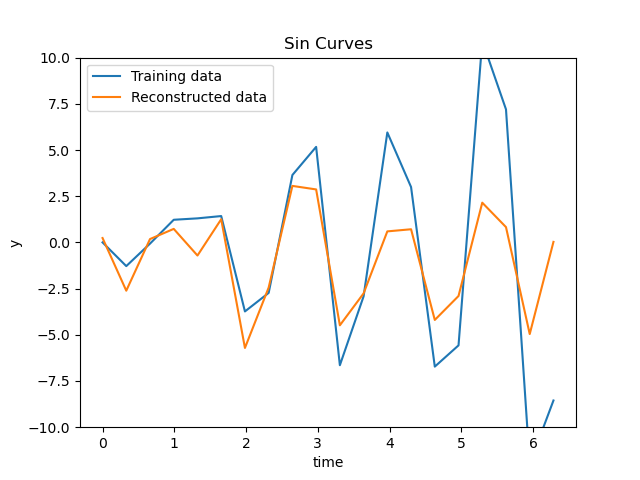 Sin Curves
Training data
Reconstructed data
10.0
7.5
5.0
2.5
0.0
−2.5
−5.0
−7.5
−10.0
y
0 1 2 3 4 5 6
time